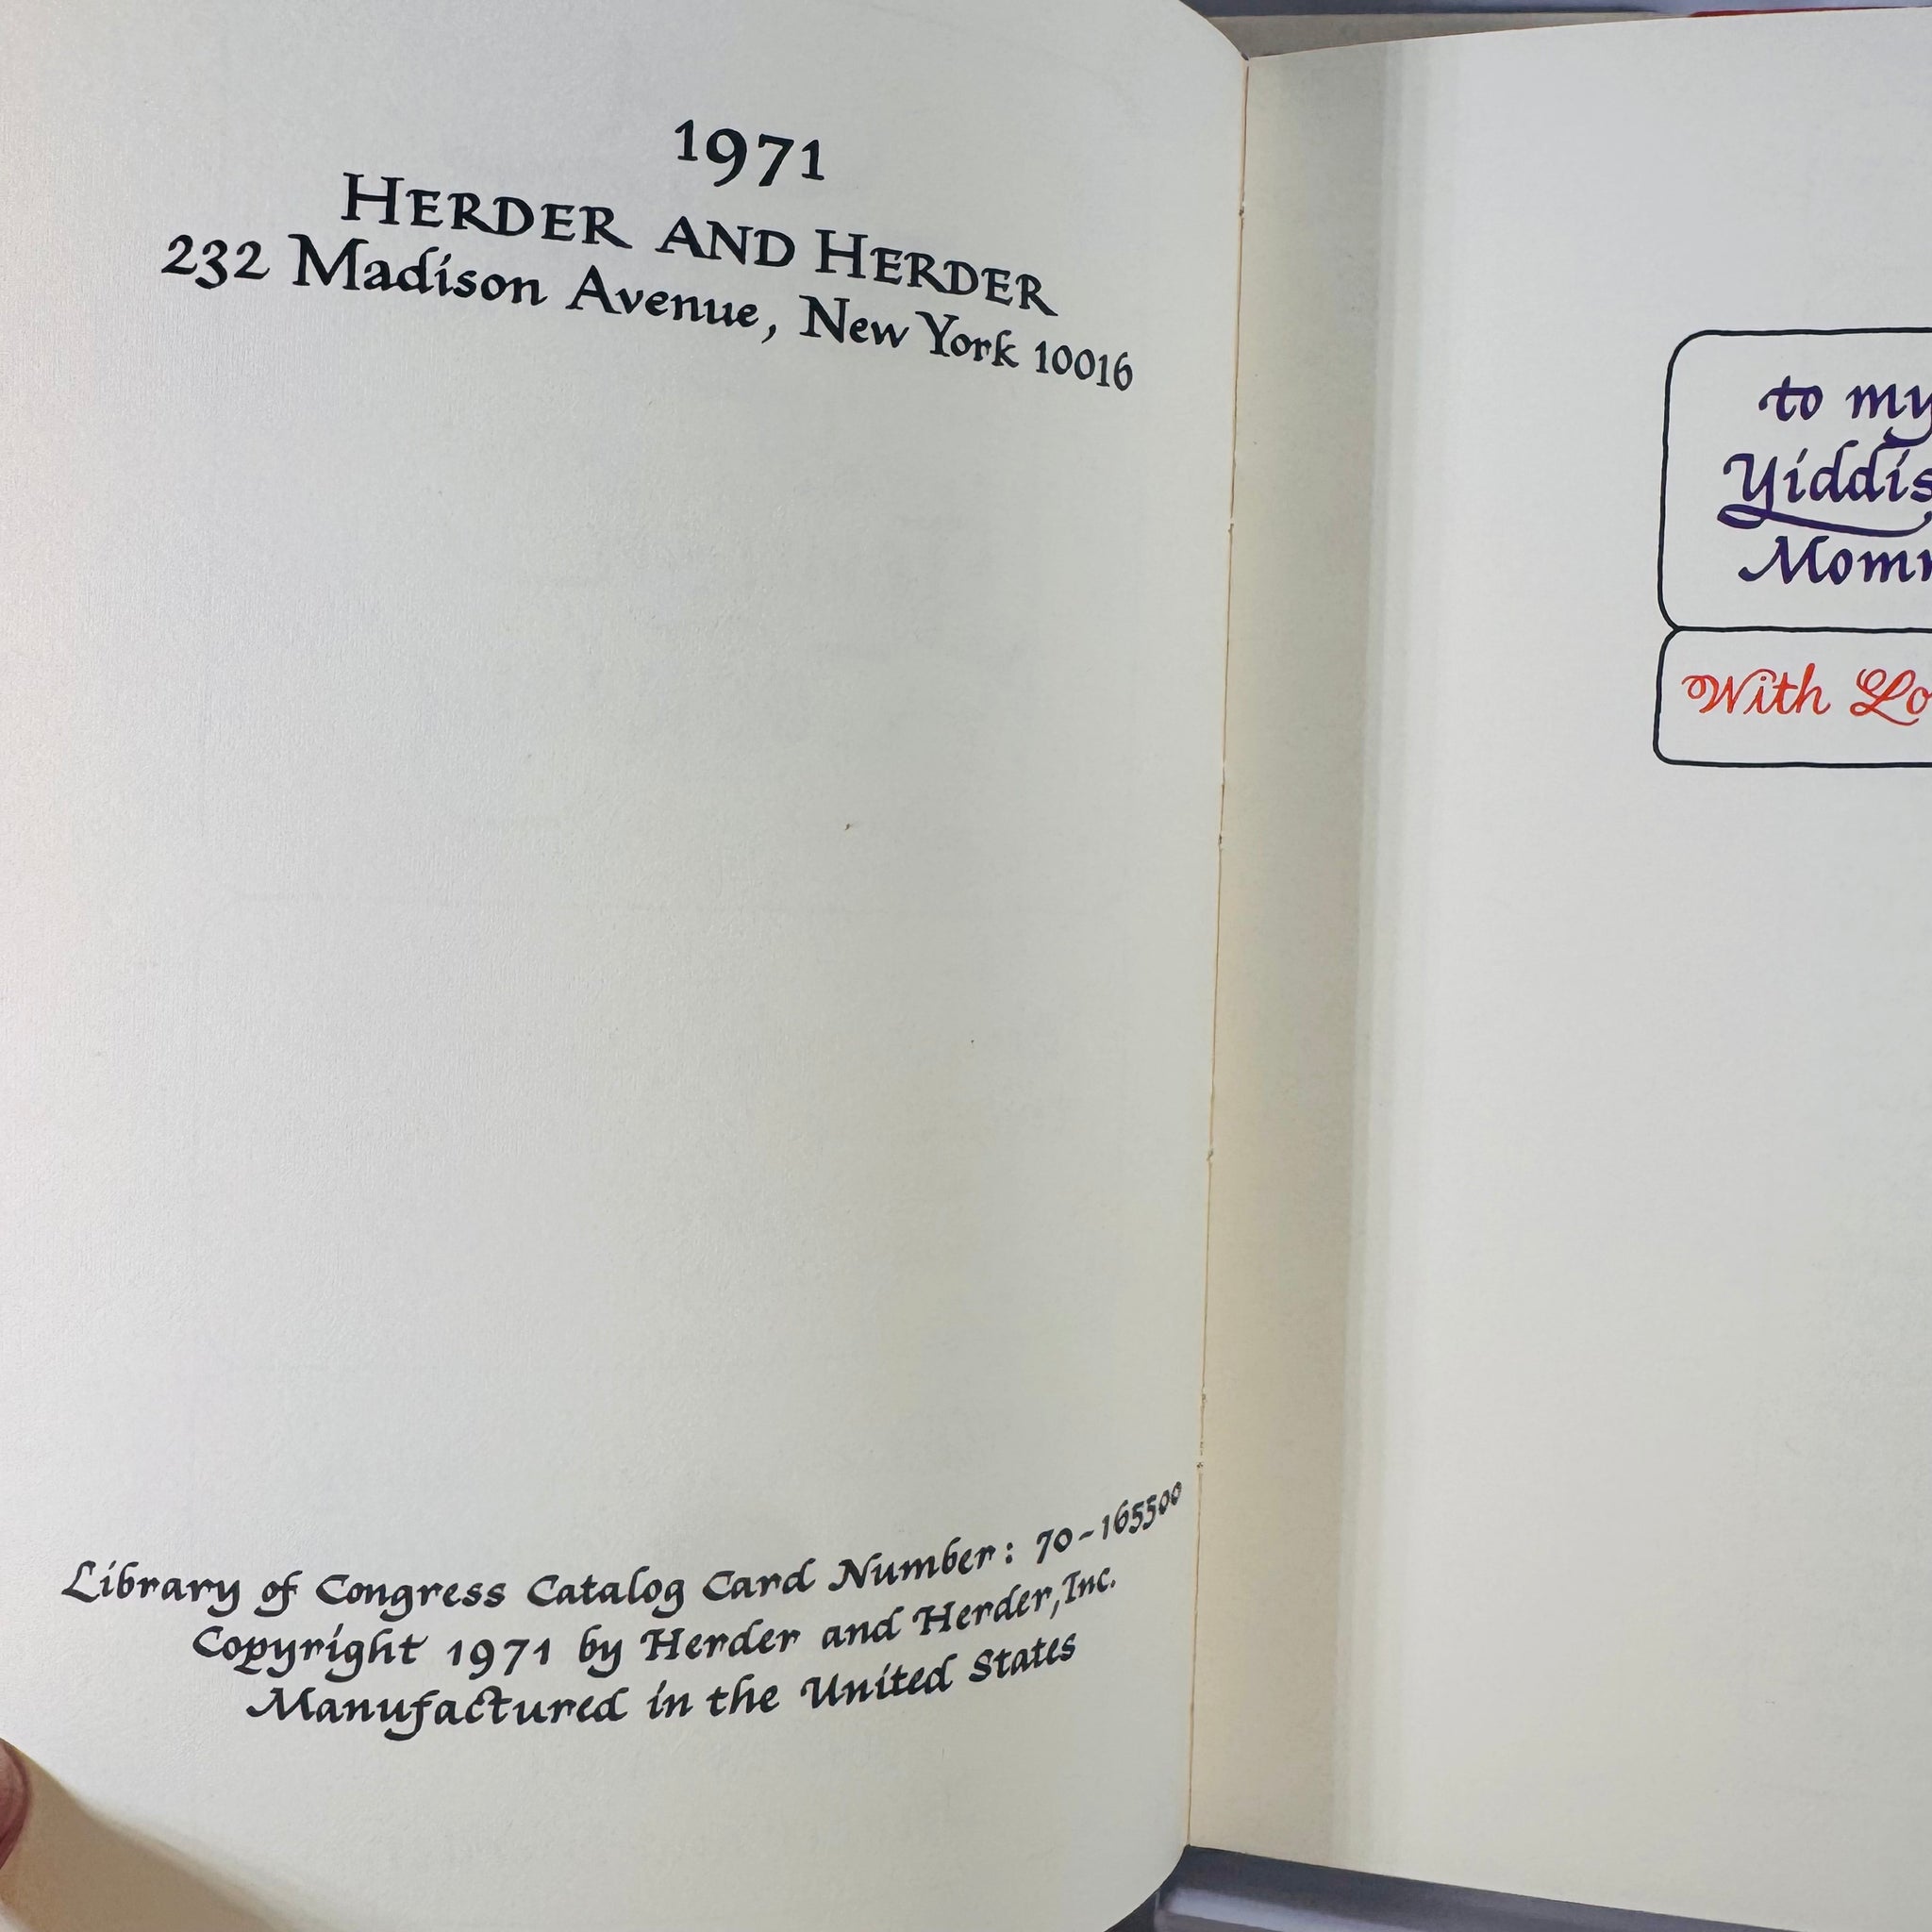 1971
HERDER AND HERDER
232 Madison Avenue, New York 10016
Library of Congress Catalog Card Number: 70-165500
Copyright 1971 by Herder and Herder, Inc.
Manufactured in the United States
to my
With